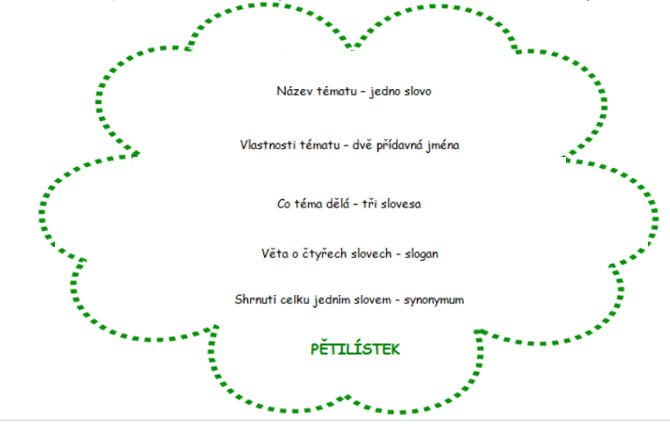 Název tématu – jedno slovo
Vlastnosti tématu – dvě přídavná jména
Co téma dělá – tři slovesa
Věta o čtyřech slovech - slogan
Shrnutí celku jedním slovem - synonymum
PĚTILÍSTEK